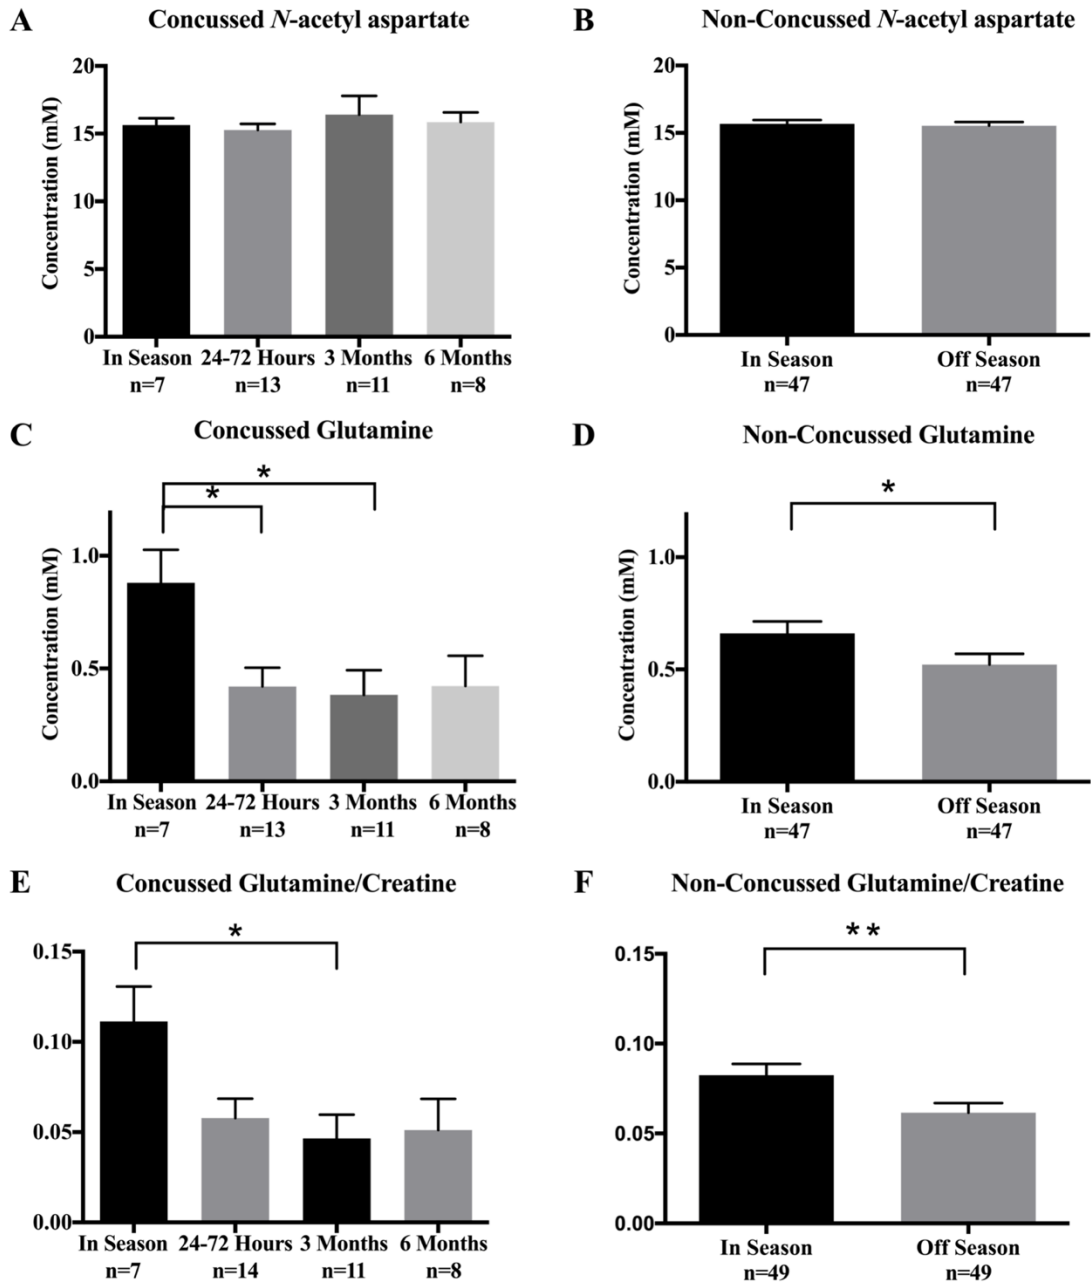 A
Concussed N-acetyl aspartate
Concentration (mM)
20
15
10
5
0
In Season 24-72 Hours 3 Months 6 Months
n=7 n=13 n=11 n=8
B
Non-Concussed N-acetyl aspartate
Concentration (mM)
20
15
10
5
0
In Season Off Season
n=47 n=47
C
Concussed Glutamine
*
*
Concentration (mM)
1.0
0.5
0.0
In Season 24-72 Hours 3 Months 6 Months
n=7 n=13 n=11 n=8
D
Non-Concussed Glutamine
*
Concentration (mM)
1.0
0.5
0.0
In Season Off Season
n=47 n=47
E
Concussed Glutamine/Creatine
*
0.15
0.10
0.05
0.00
In Season 24-72 Hours 3 Months 6 Months
n=7 n=14 n=11 n=8
F
Non-Concussed Glutamine/Creatine
**
0.15
0.10
0.05
0.00
In Season Off Season
n=49 n=49